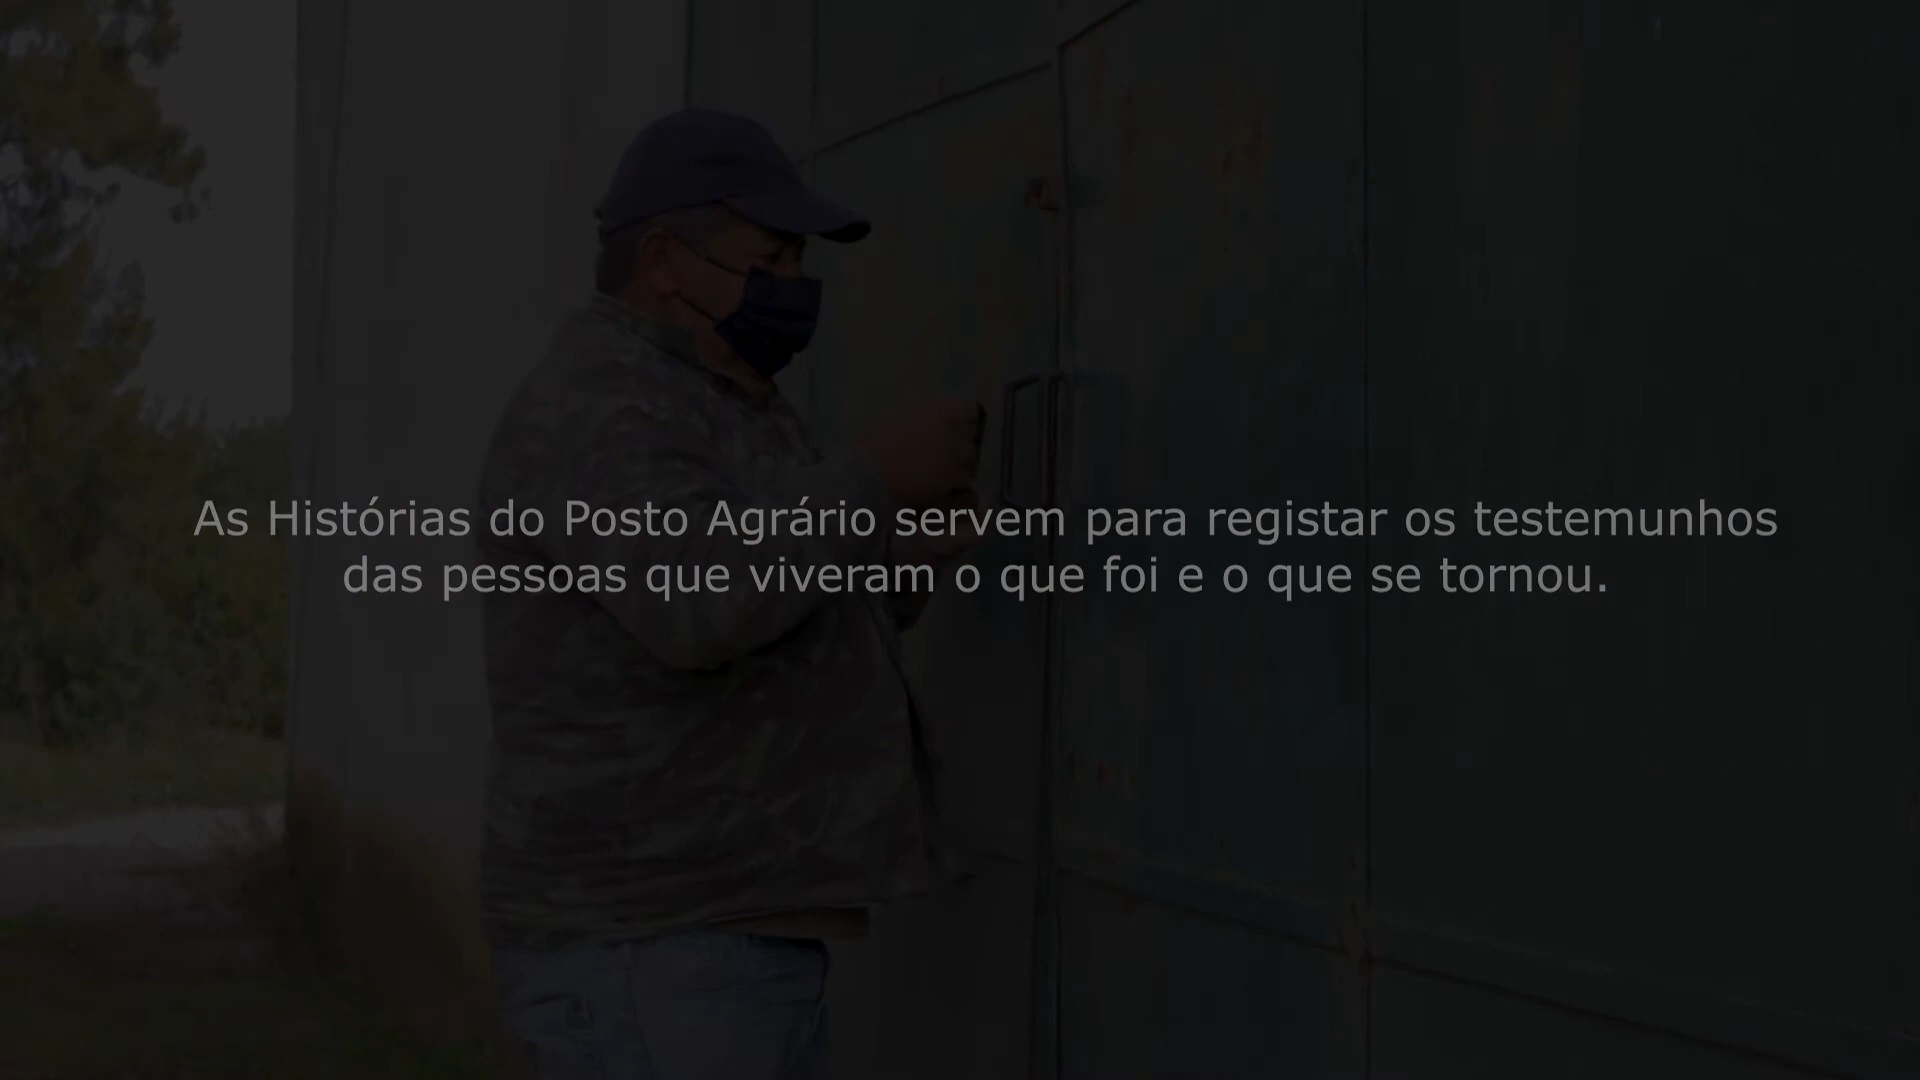 As Histórias do Posto Agrário servem para registar os testemunhos
das pessoas que viveram o que foi e o que se tornou.